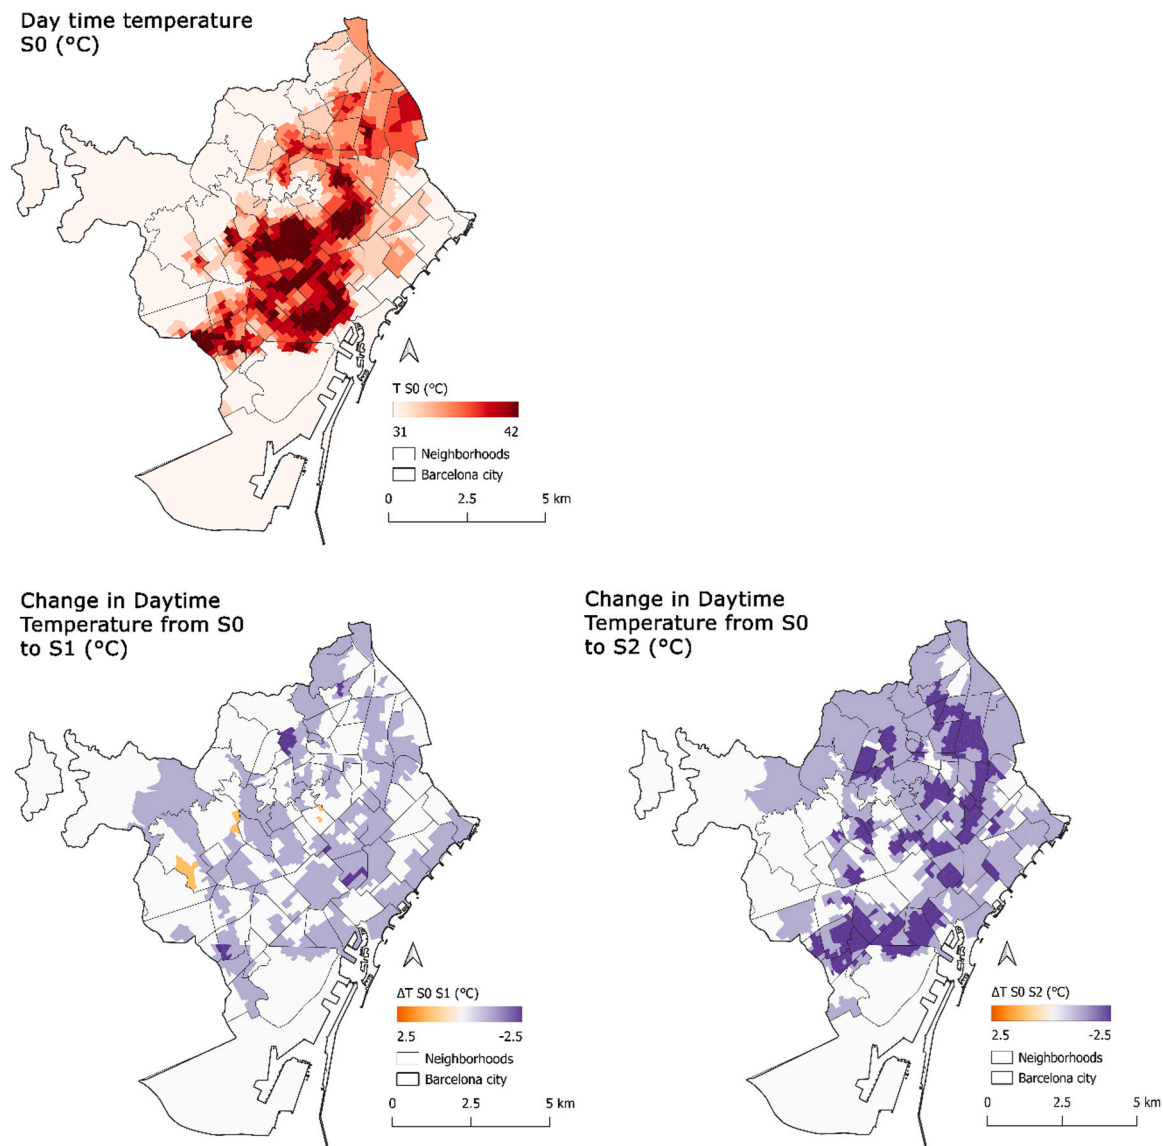 Day time temperature
S0 (°C)
T S0 (°C)
31 42
Neighborhoods
Barcelona city
0 2.5 5 km
Change in Daytime
Temperature from S0
to S1 (°C)
ΔT S0 S1 (°C)
2.5 -2.5
Neighborhoods
Barcelona city
0 2.5 5 km
Change in Daytime
Temperature from S0
to S2 (°C)
ΔT S0 S2 (°C)
2.5 -2.5
Neighborhoods
Barcelona city
0 2.5 5 km